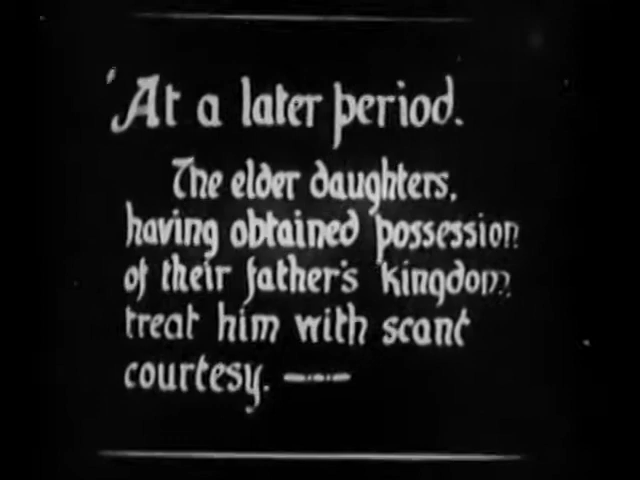 At a later period.
The elder daughters,
having obtained possession
of their father's kingdom,
treat him with scant
courtesy. —